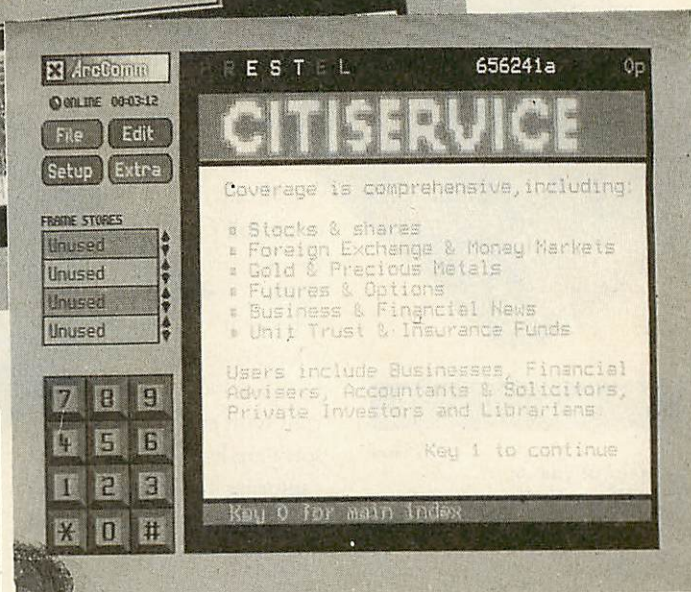 ArcComm
ONLINE 00:03:12
File Edit
Setup Extra
FRAME STORES
Unused
Unused
Unused
Unused
7 8 9
4 5 6
1 2 3
* 0 #
PRESTEL 656241a 0p
CITISERVICE
Coverage is comprehensive,including:
Stocks & shares
Foreign Exchange & Money Markets
Gold & Precious Metals
Futures & Options
Business & Financial News
Unit Trust & Insurance Funds
Users include Businesses, Financial
Advisers, Accountants & Solicitors,
Private Investors and Librarians.
Key 1 to continue
Key 0 for main index